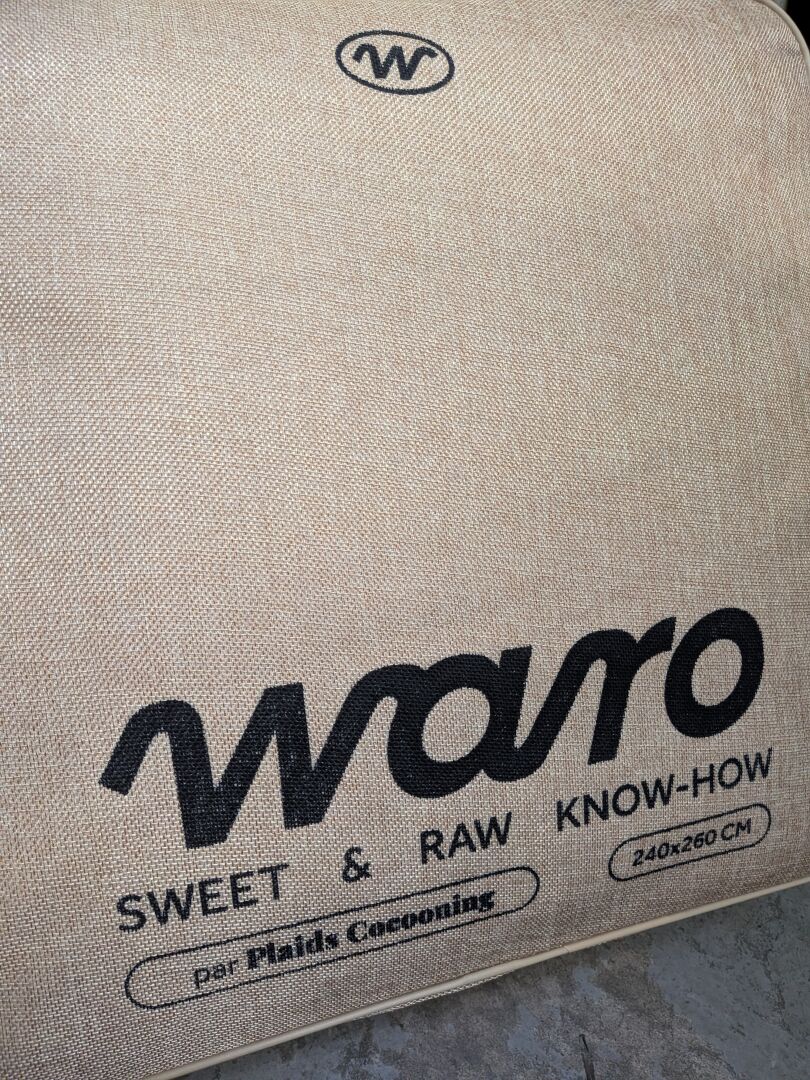 W
waro
SWEET & RAW KNOW-HOW
par Plaids Cocooning
240x260 CM